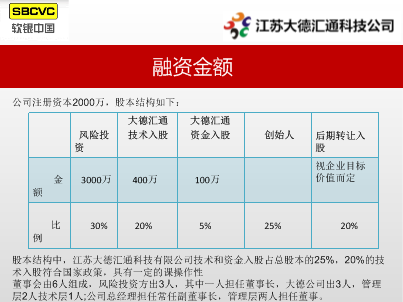 SBCVC
软银中国
江苏大德汇通科技公司
融资金额
公司注册资本2000万，股本结构如下：
风险投资 大德汇通技术入股 大德汇通资金入股 创始人 后期转让入股
金额 3000万 400万 100万 视企业目标价值而定
比例 30% 20% 5% 25% 20%
股本结构中，江苏大德汇通科技有限公司技术和资金入股占总股本的25%，20%的技
术入股符合国家政策，具有一定的课操作性
董事会由6人组成，风险投资方出3人，其中一人担任董事长，大德公司出3人，管理
层2人技术层1人;公司总经理担任常任副董事长，管理层两人担任董事。